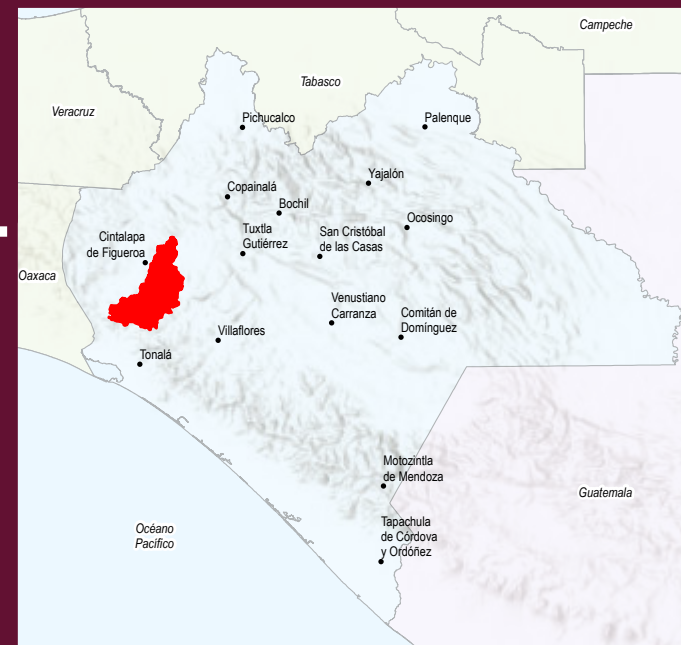 Campeche
Tabasco
Veracruz
Pichucalco
Palenque
Yajalón
Copainalá
Bochil
Ocosingo
Tuxtla
Gutiérrez
San Cristóbal
de las Casas
Cintalapa
de Figueroa
Oaxaca
Venustiano
Carranza
Comitán de
Domínguez
Villaflores
Tonalá
Motozintla
de Mendoza
Guatemala
Océano
Pacífico
Tapachula
de Córdova
y Ordóñez